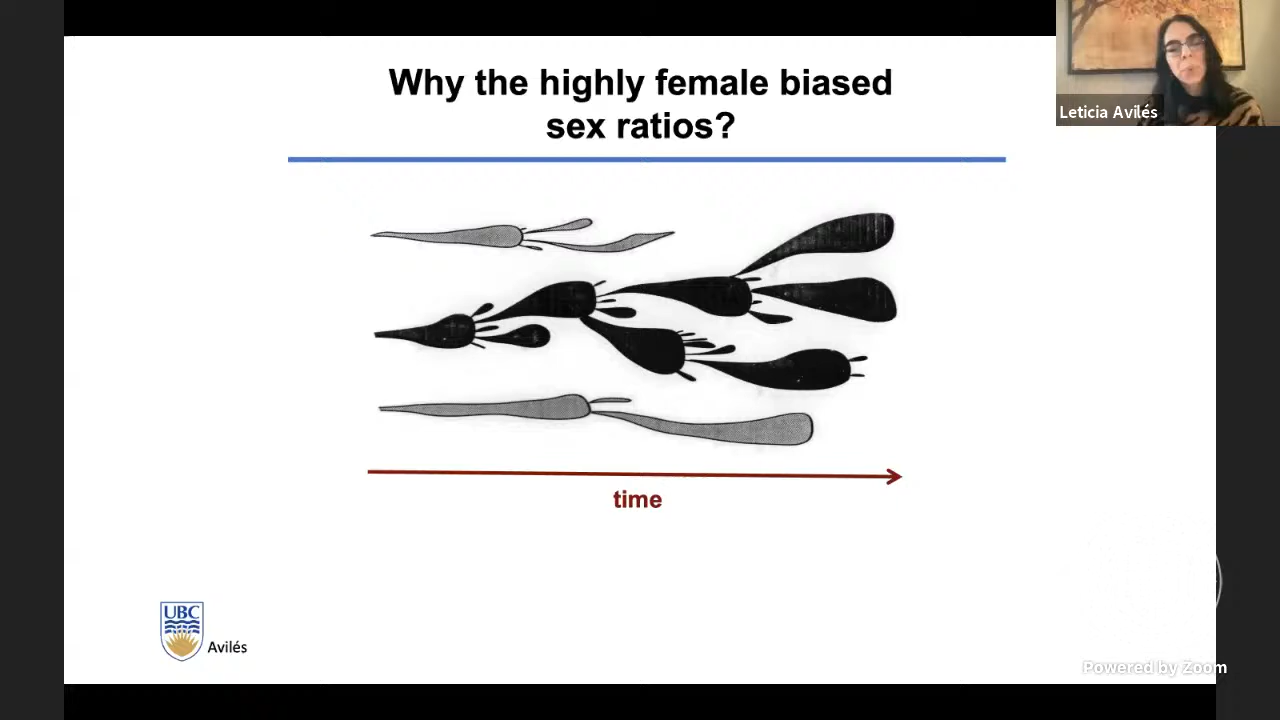 Why the highly female biased
sex ratios?
Leticia Avilés
time
UBC
Avilés
Powered by Zoom